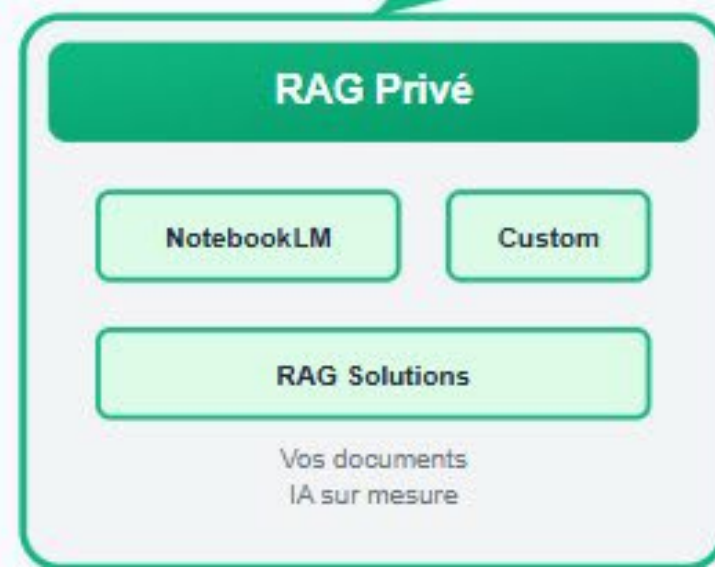 RAG Privé
NotebookLM
Custom
RAG Solutions
Vos documents
IA sur mesure